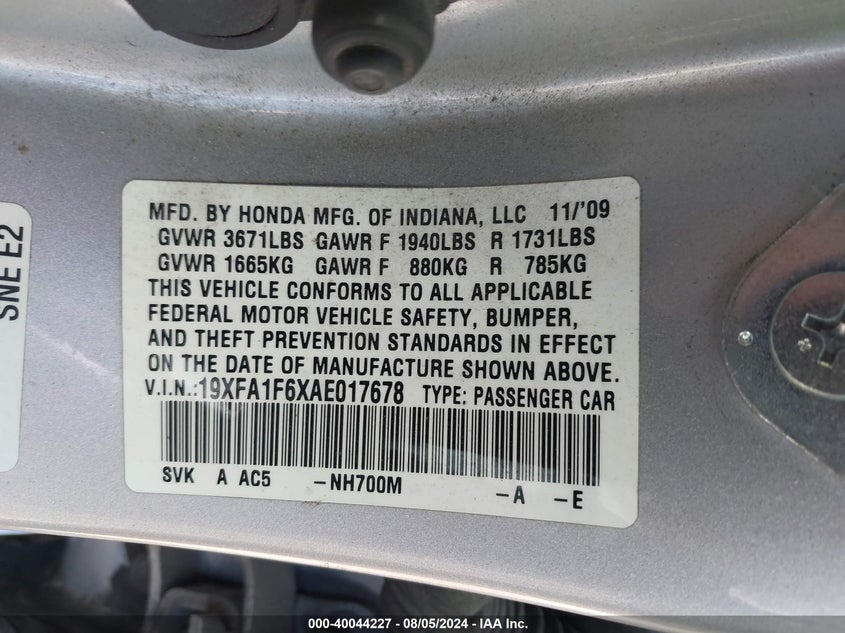 MFD. BY HONDA MFG. OF INDIANA, LLC 11/'09
GVWR 3671LBS GAWR F 1940LBS R 1731LBS
GVWR 1665KG GAWR F 880KG R 785KG
THIS VEHICLE CONFORMS TO ALL APPLICABLE
FEDERAL MOTOR VEHICLE SAFETY, BUMPER,
AND THEFT PREVENTION STANDARDS IN EFFECT
ON THE DATE OF MANUFACTURE SHOWN ABOVE.
V.I.N.:19XFA1F6XAE017678 TYPE: PASSENGER CAR
SVK A AC5 -NH700M -A -E
SNE E2
000-40044227 - 08/05/2024 - IAA Inc.